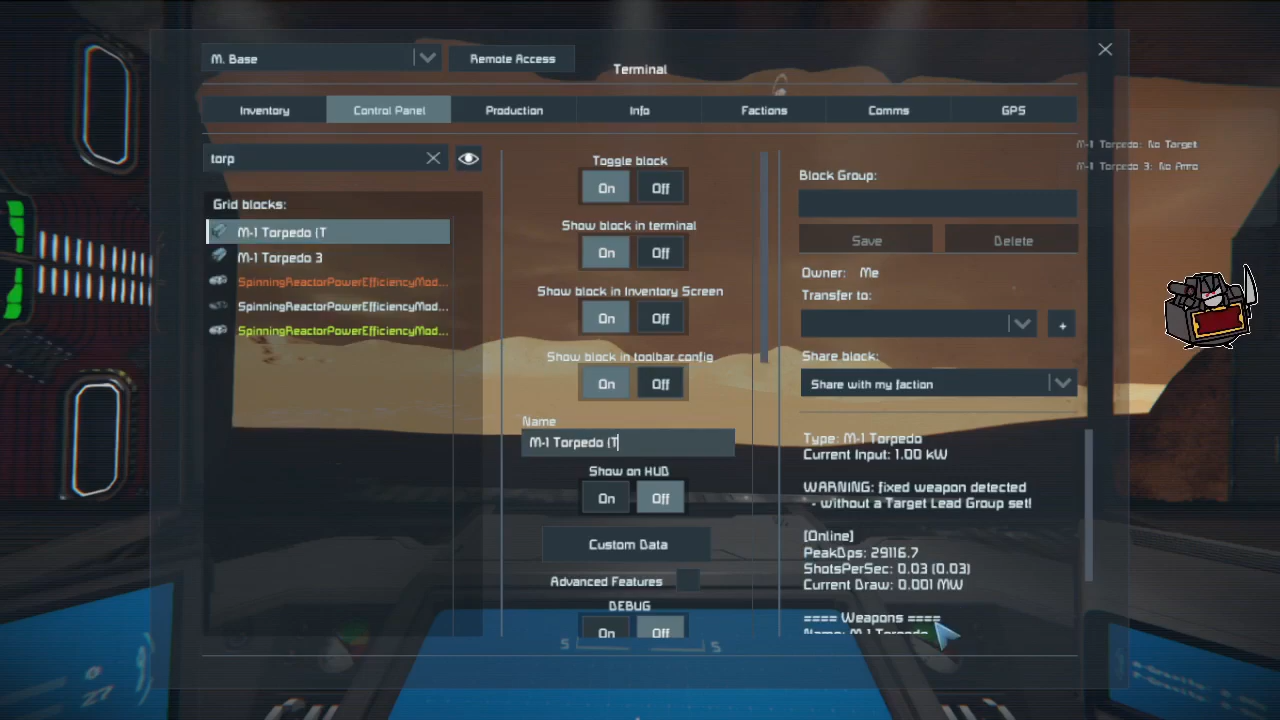 M. Base
Remote Access
Terminal
Inventory
Control Panel
Production
Info
Factions
Comms
GPS
M-1 Torpedo: No Target
M-1 Torpedo 3: No Ammo
torp
Grid blocks:
M-1 Torpedo (T
M-1 Torpedo 3
SpinningReactorPowerEfficiencyMod...
SpinningReactorPowerEfficiencyMod...
SpinningReactorPowerEfficiencyMod...
Toggle block
On Off
Show block in terminal
On Off
Show block in Inventory Screen
On Off
Show block in toolbar config
On Off
Name
M-1 Torpedo (T
Show on HUD
On Off
Custom Data
Advanced Features
DEBUG
On Off
S S
Block Group:
Save Delete
Owner: Me
Transfer to:
+
Share block:
Share with my faction
Type: M-1 Torpedo
Current Input: 1.00 kW
WARNING: fixed weapon detected
- without a Target Lead Group set!
[Online]
PeakDps: 29116.7
ShotsPerSec: 0.03 (0.03)
Current Draw: 0.001 MW
==== Weapons ====
Name: M-1 Torpedo